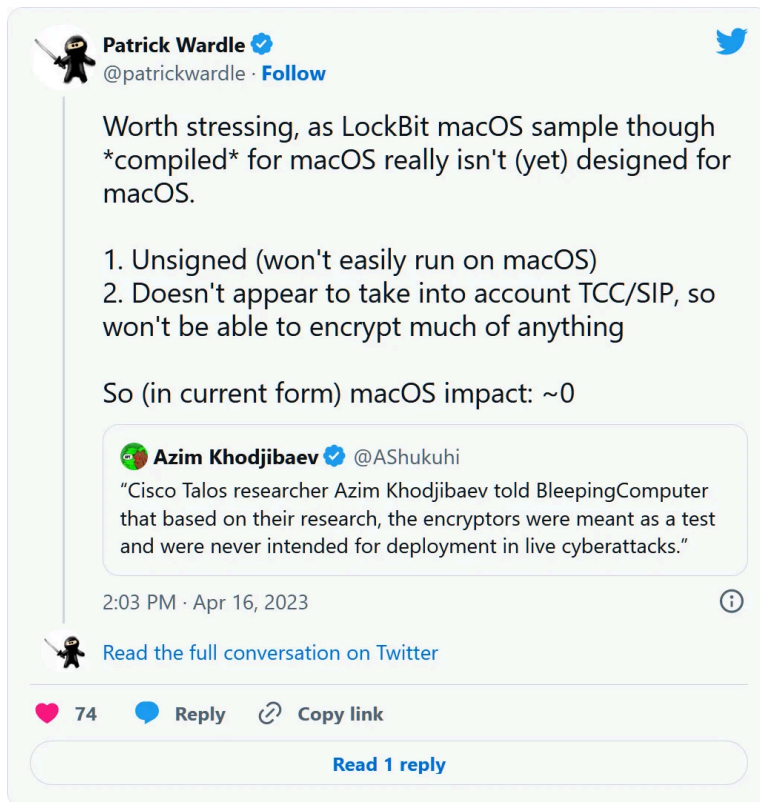 Patrick Wardle
@patrickwardle · Follow
Worth stressing, as LockBit macOS sample though
*compiled* for macOS really isn't (yet) designed for
macOS.
1. Unsigned (won't easily run on macOS)
2. Doesn't appear to take into account TCC/SIP, so
won't be able to encrypt much of anything
So (in current form) macOS impact: ~0
Azim Khodjibaev @AShukuhi
“Cisco Talos researcher Azim Khodjibaev told BleepingComputer
that based on their research, the encryptors were meant as a test
and were never intended for deployment in live cyberattacks.”
2:03 PM · Apr 16, 2023
Read the full conversation on Twitter
74 Reply Copy link
Read 1 reply